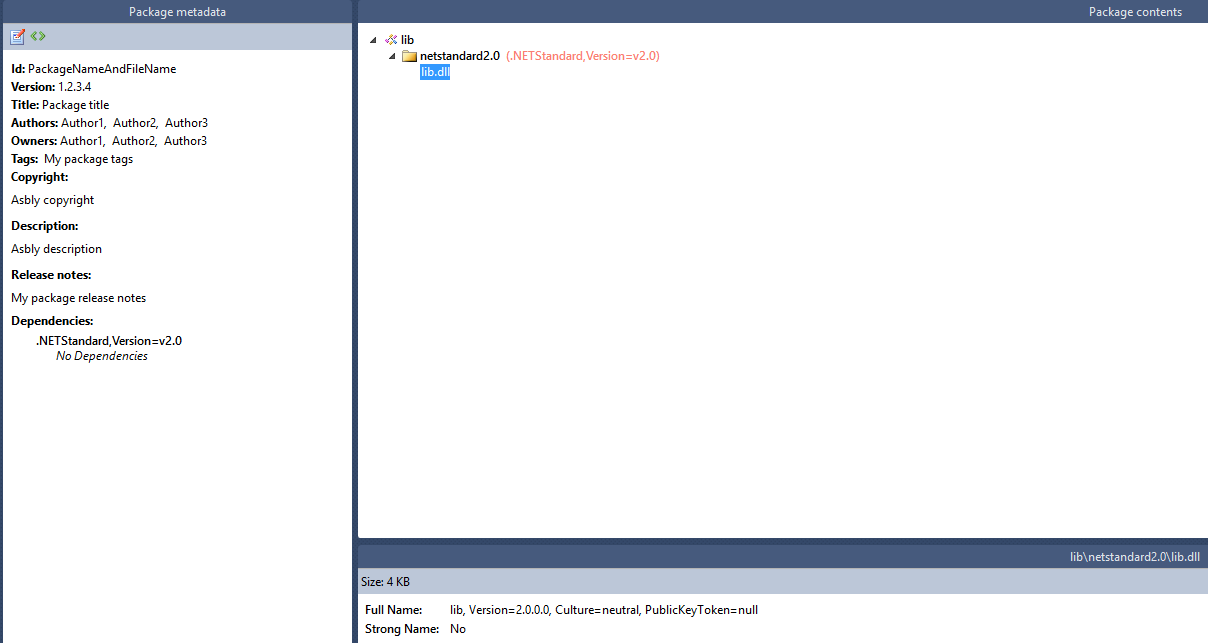 Package metadata
Id: PackageNameAndFileName
Version: 1.2.3.4
Title: Package title
Authors: Author1, Author2, Author3
Owners: Author1, Author2, Author3
Tags: My package tags
Copyright:
Asbly copyright
Description:
Asbly description
Release notes:
My package release notes
Dependencies:
.NETStandard,Version=v2.0
No Dependencies
Package contents
lib
netstandard2.0 (.NETStandard,Version=v2.0)
lib.dll
lib\netstandard2.0\lib.dll
Size: 4 KB
Full Name: lib, Version=2.0.0.0, Culture=neutral, PublicKeyToken=null
Strong Name: No